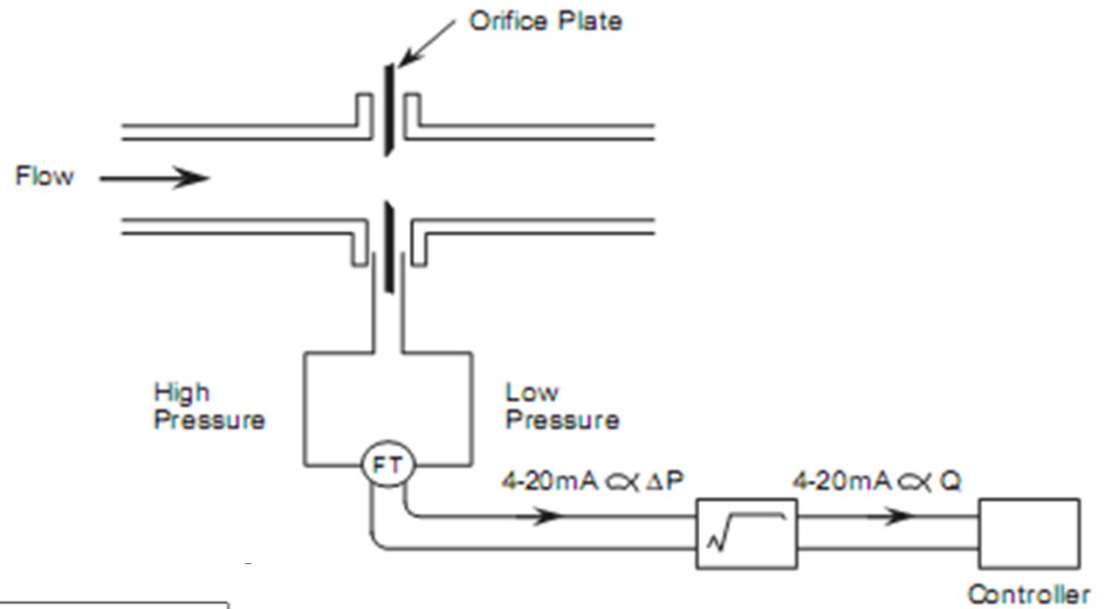 Orifice Plate
Flow
High
Pressure
Low
Pressure
FT
4-20mA ∝ ΔP
4-20mA ∝ Q
√
Controller